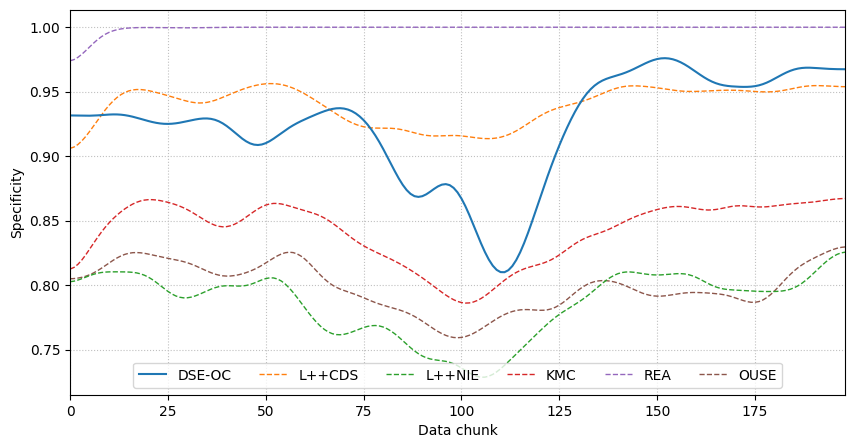 1.00
0.95
0.90
0.85
0.80
0.75
Specificity
DSE-OC L++CDS L++NIE KMC REA OUSE
0 25 50 75 100 125 150 175
Data chunk